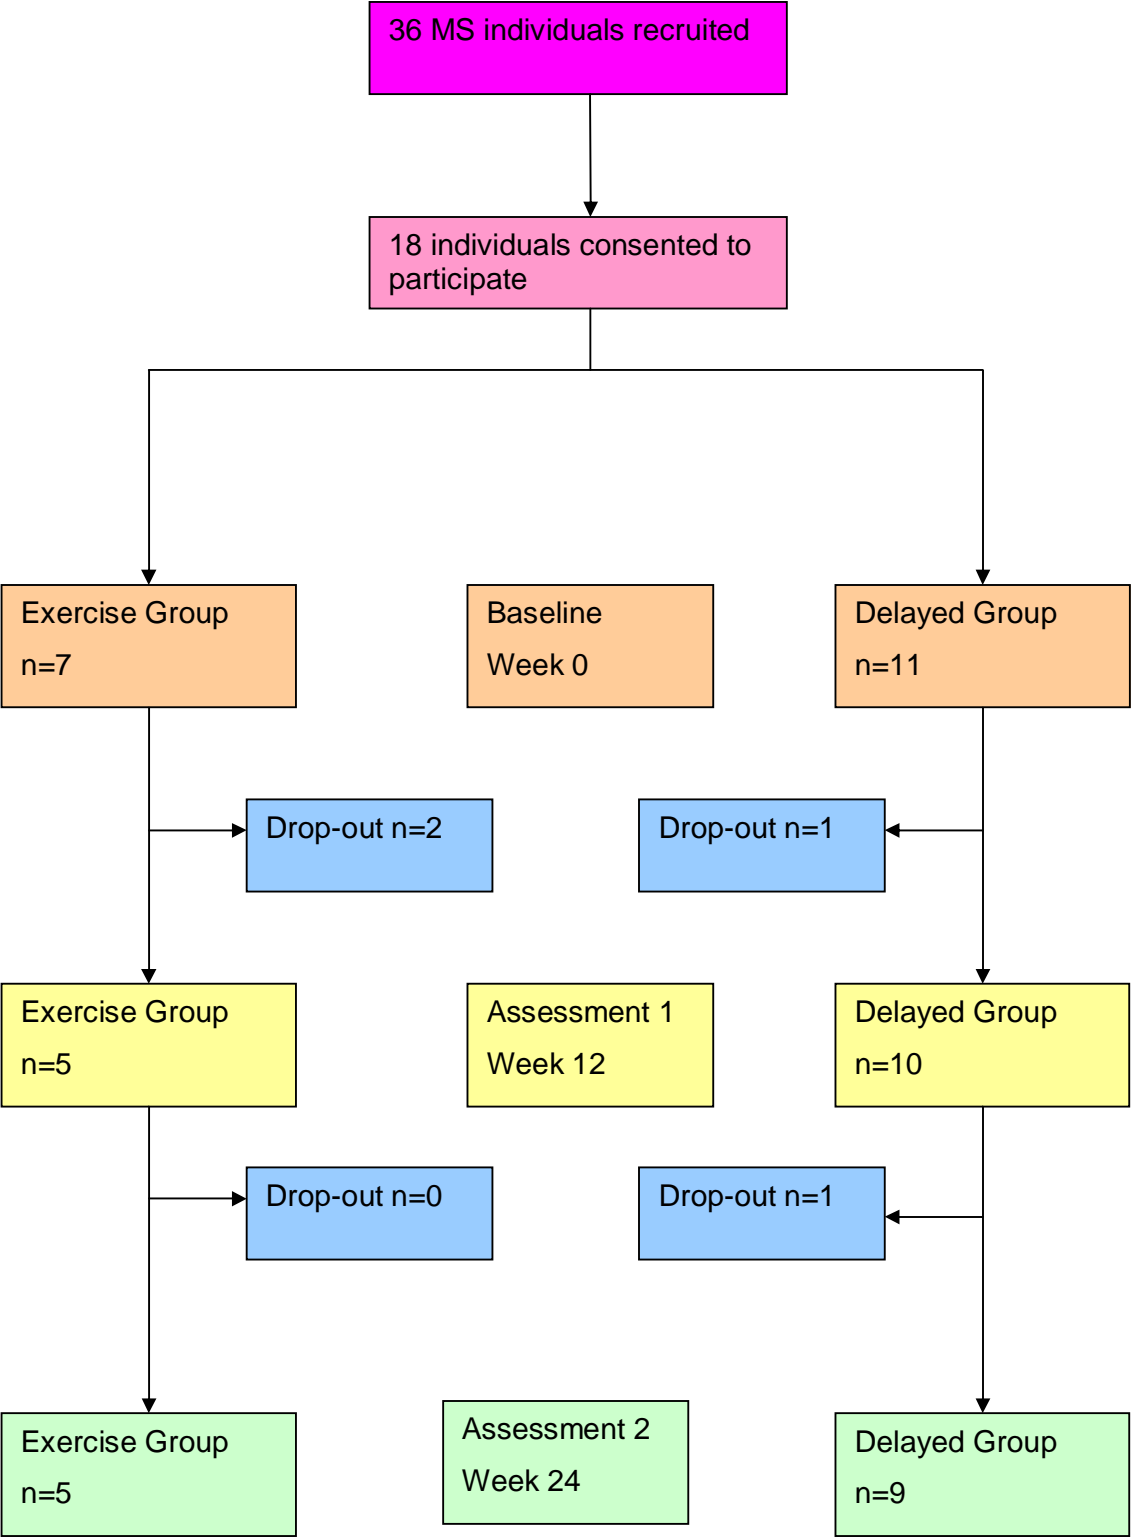 36 MS individuals recruited
18 individuals consented to
participate
Exercise Group
n=7
Baseline
Week 0
Delayed Group
n=11
Drop-out n=2
Drop-out n=1
Exercise Group
n=5
Assessment 1
Week 12
Delayed Group
n=10
Drop-out n=0
Drop-out n=1
Exercise Group
n=5
Assessment 2
Week 24
Delayed Group
n=9